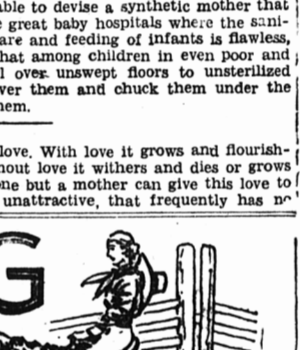 able to devise a synthetic mother that
great baby hospitals where the sani-
are and feeding of infants is flawless,
hat among children in even poor and
l over unswept floors to unsterilized
ver them and chuck them under the
hem.
love. With love it grows and flourish-
hout love it withers and dies or grows
ne but a mother can give this love to
unattractive, that frequently has
G